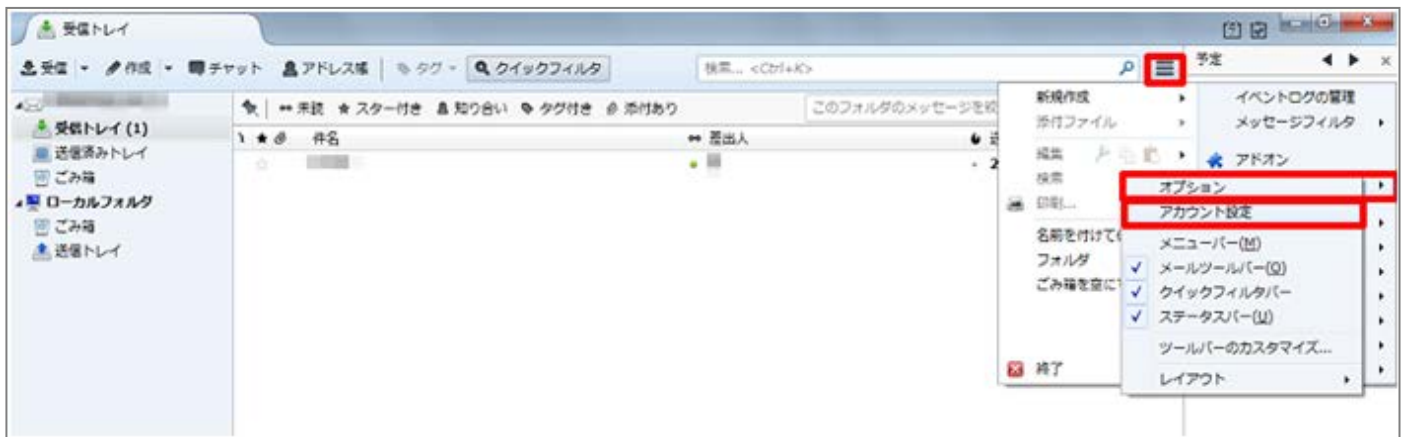 受信トレイ
受信 作成 チャット アドレス帳 タグ クイックフィルタ 検索... <Ctrl+K> 予定
未読 スター付き 知り合い タグ付き 添付あり このフォルダのメッセージを
件名 差出人
受信トレイ (1)
送信済みトレイ
ごみ箱
ローカルフォルダ
ごみ箱
送信トレイ
新規作成
添付ファイル
編集
検索
印刷...
名前を付けて
フォルダ
ごみ箱を空に
終了
イベントログの管理
メッセージフィルタ
アドオン
オプション
アカウント設定
メニューバー(M)
メールツールバー(O)
クイックフィルタバー
ステータスバー(U)
ツールバーのカスタマイズ...
レイアウト